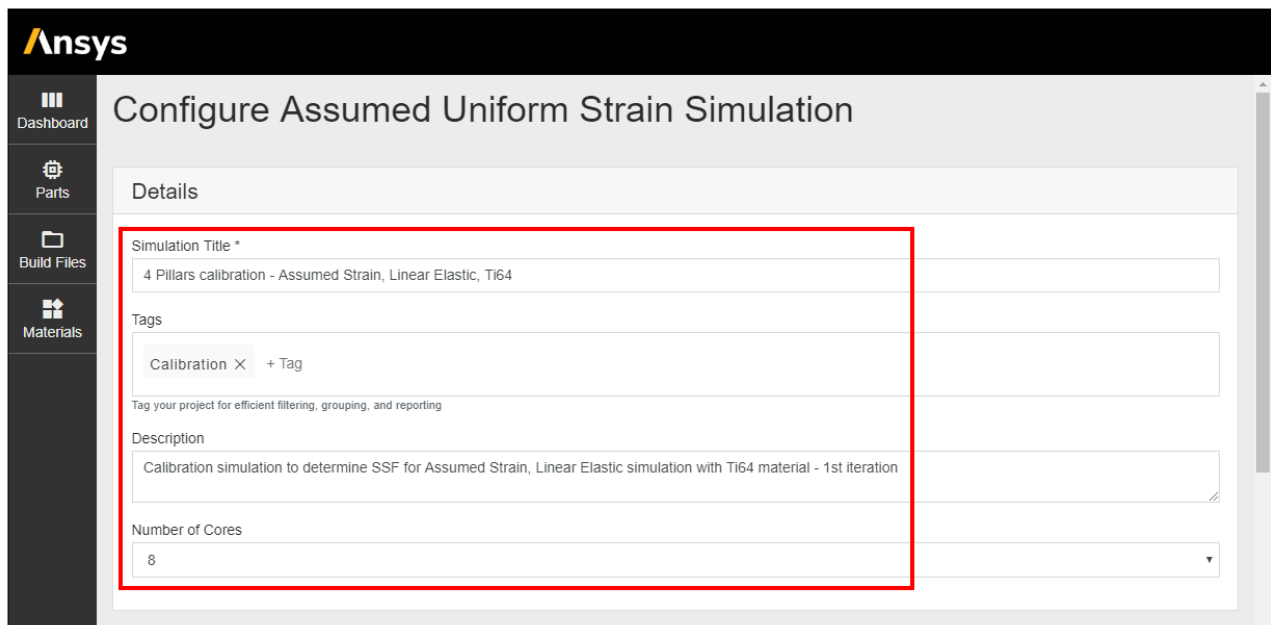 Ansys
Dashboard
Parts
Build Files
Materials
Configure Assumed Uniform Strain Simulation
Details
Simulation Title *
4 Pillars calibration - Assumed Strain, Linear Elastic, Ti64
Tags
Calibration × + Tag
Tag your project for efficient filtering, grouping, and reporting
Description
Calibration simulation to determine SSF for Assumed Strain, Linear Elastic simulation with Ti64 material - 1st iteration
Number of Cores
8